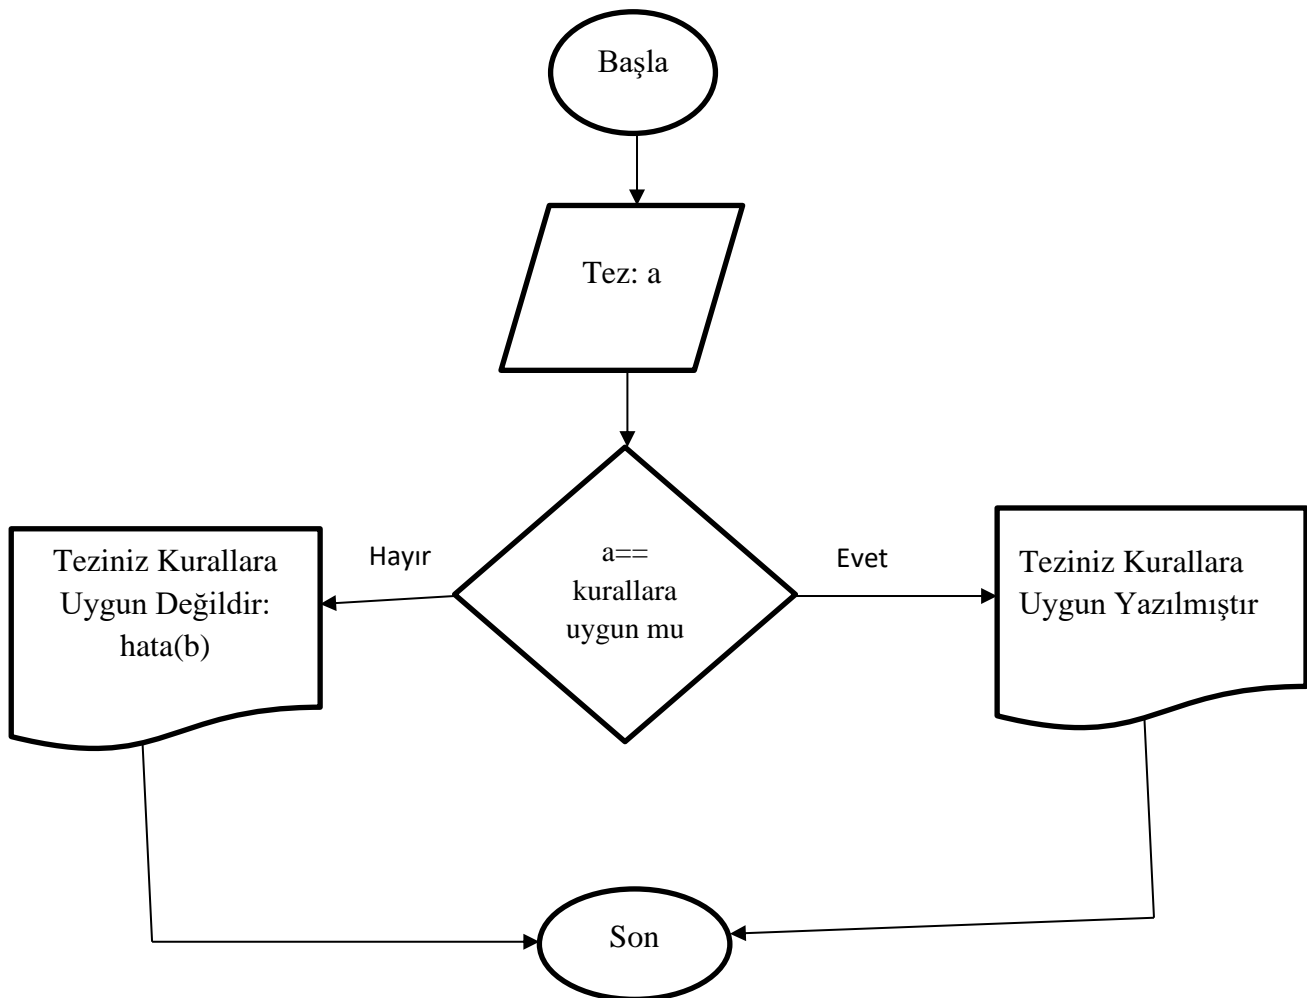 Başla
Tez: a
Hayır
a==
kurallara
uygun mu
Evet
Teziniz Kurallara
Uygun Değildir:
hata(b)
Teziniz Kurallara
Uygun Yazılmıştır
Son